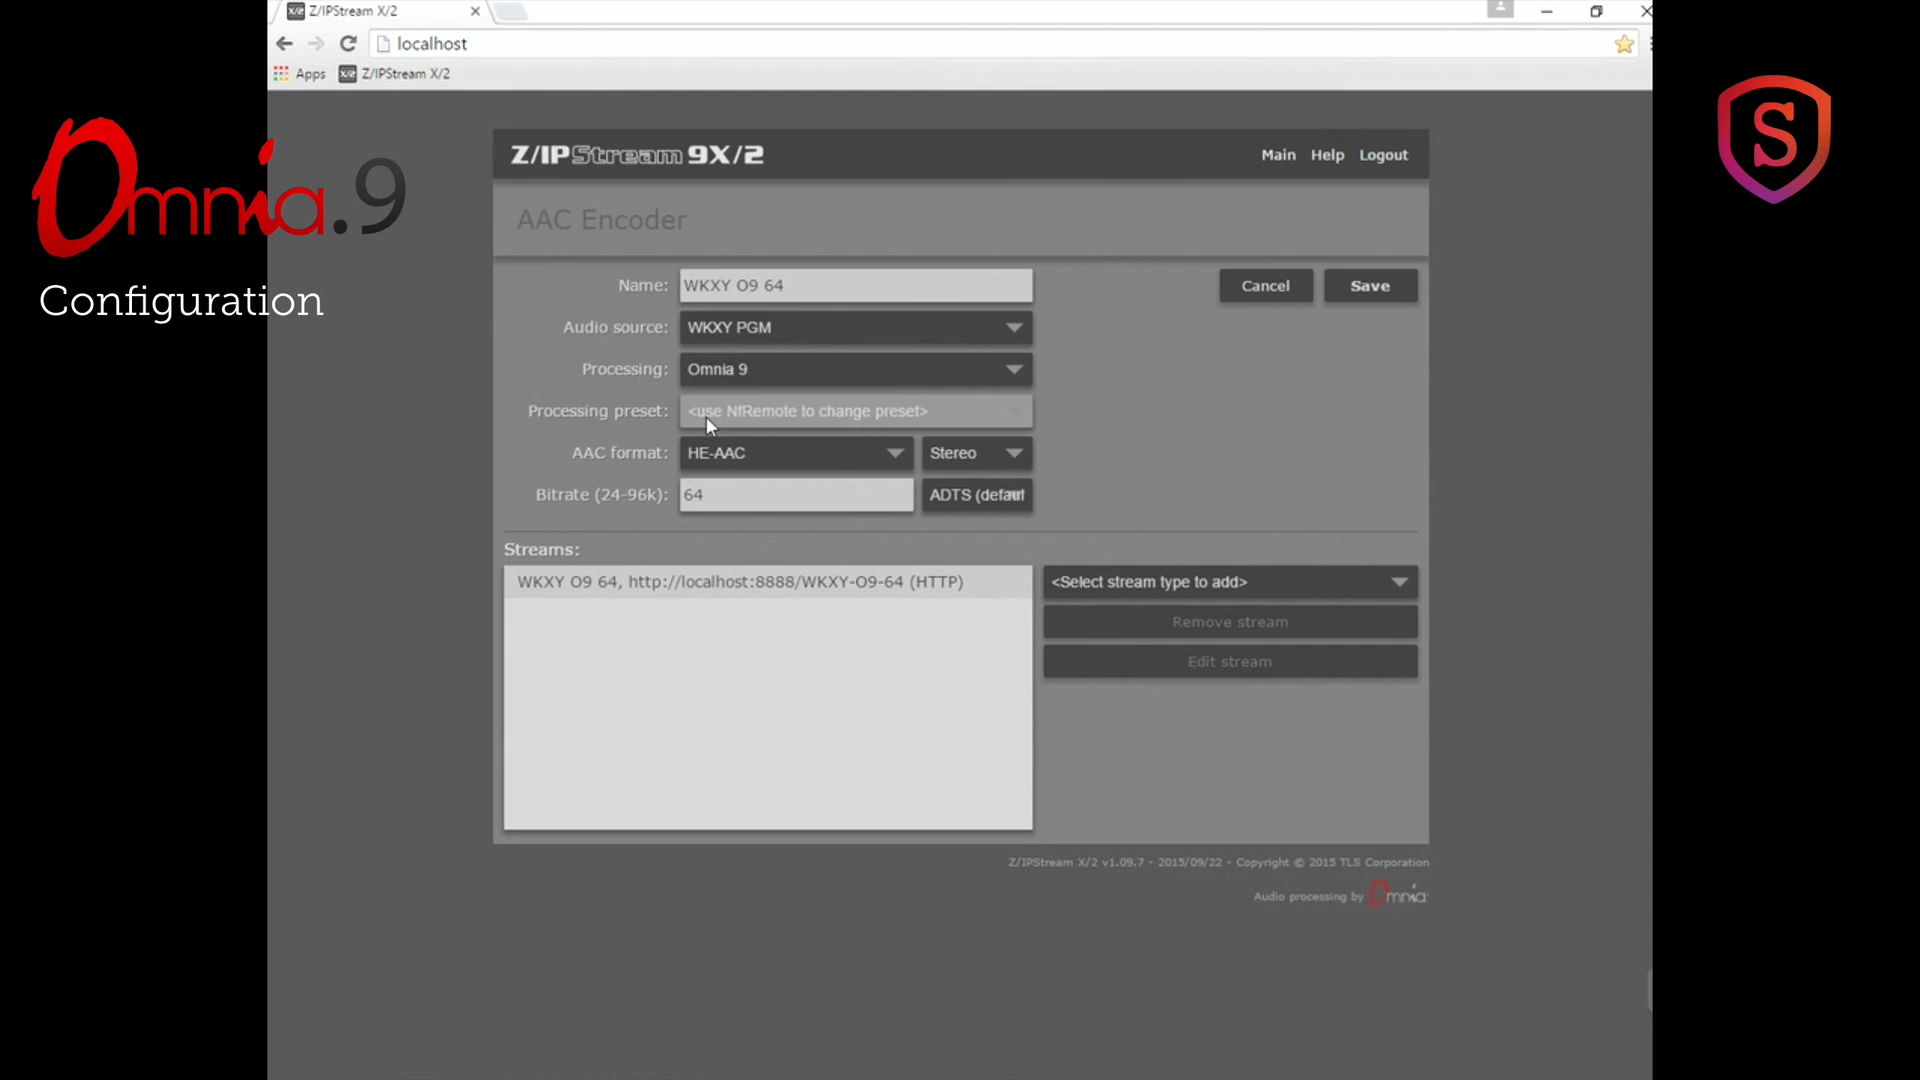 Z/IPStream X/2
localhost
Apps
Z/IPStream X/2
Omnia.9
Configuration
S
Z/IPStream 9X/2
Main Help Logout
AAC Encoder
Name: WKXY O9 64
Cancel Save
Audio source: WKXY PGM
Processing: Omnia 9
Processing preset: <use NfRemote to change preset>
AAC format: HE-AAC Stereo
Bitrate (24-96k): 64 ADTS (default
Streams:
WKXY O9 64, http://localhost:8888/WKXY-O9-64 (HTTP)
<Select stream type to add>
Remove stream
Edit stream
Z/IPStream X/2 v1.09.7 - 2015/09/22 - Copyright © 2015 TLS Corporation
Audio processing by Omnia